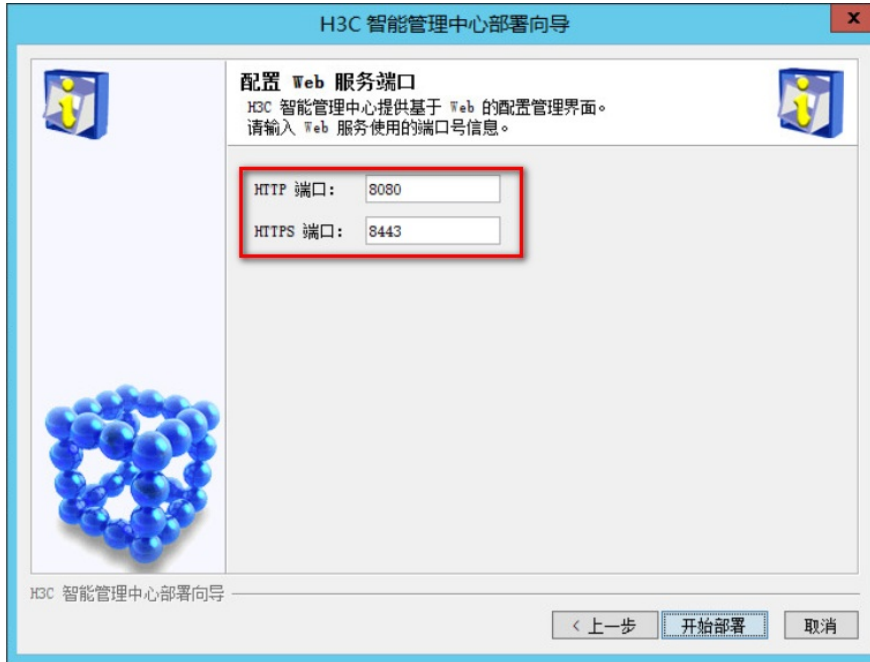 H3C 智能管理中心部署向导
x
配置 Web 服务端口
H3C 智能管理中心提供基于 Web 的配置管理界面。
请输入 Web 服务使用的端口号信息。
HTTP 端口: 8080
HTTPS 端口: 8443
H3C 智能管理中心部署向导
< 上一步 开始部署 取消